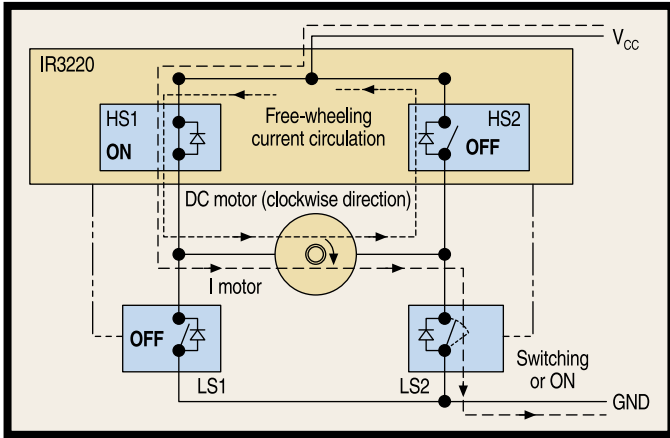 V_CC
IR3220
HS1
ON
Free-wheeling
current circulation
HS2
OFF
DC motor (clockwise direction)
I motor
OFF
LS1
LS2
Switching
or ON
GND